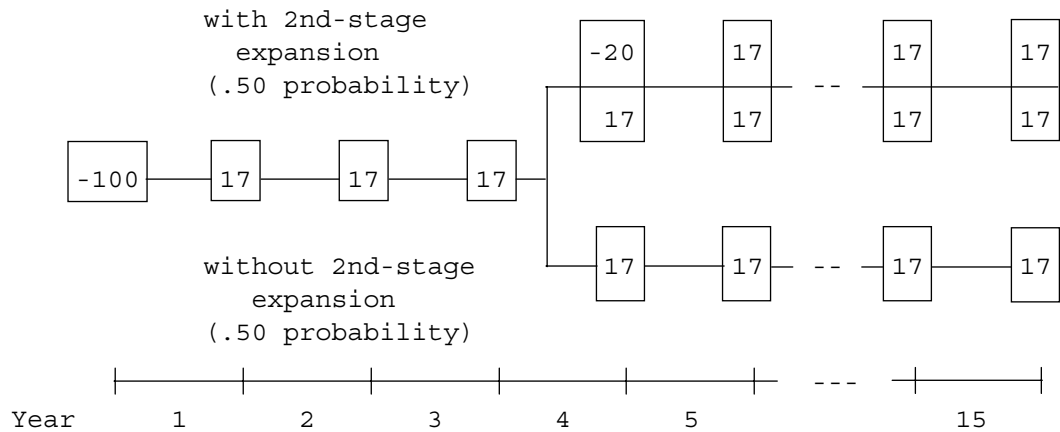 with 2nd-stage
expansion
(.50 probability)
-20 17 17 17
17 17 -- 17 17
-100 17 17 17
without 2nd-stage
expansion
(.50 probability)
17 17 -- 17 17
---
Year 1 2 3 4 5 15